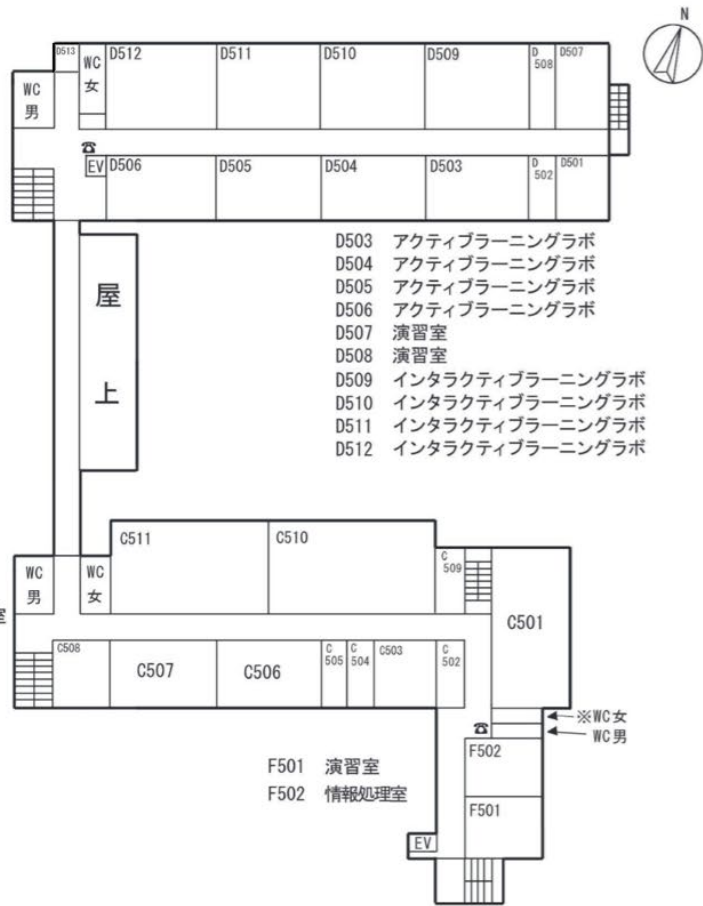 N
D513
WC
女
D512
D511
D510
D509
D
508
D507
WC
男
EV
D506
D505
D504
D503
D
502
D501
屋
上
D503 アクティブラーニングラボ
D504 アクティブラーニングラボ
D505 アクティブラーニングラボ
D506 アクティブラーニングラボ
D507 演習室
D508 演習室
D509 インタラクティブラーニングラボ
D510 インタラクティブラーニングラボ
D511 インタラクティブラーニングラボ
D512 インタラクティブラーニングラボ
C511
C510
WC
男
WC
女
C
509
C501
室
C508
C507
C506
C
505
C
504
C503
C
502
※WC女
WC男
F502
F501 演習室
F502 情報処理室
F501
EV